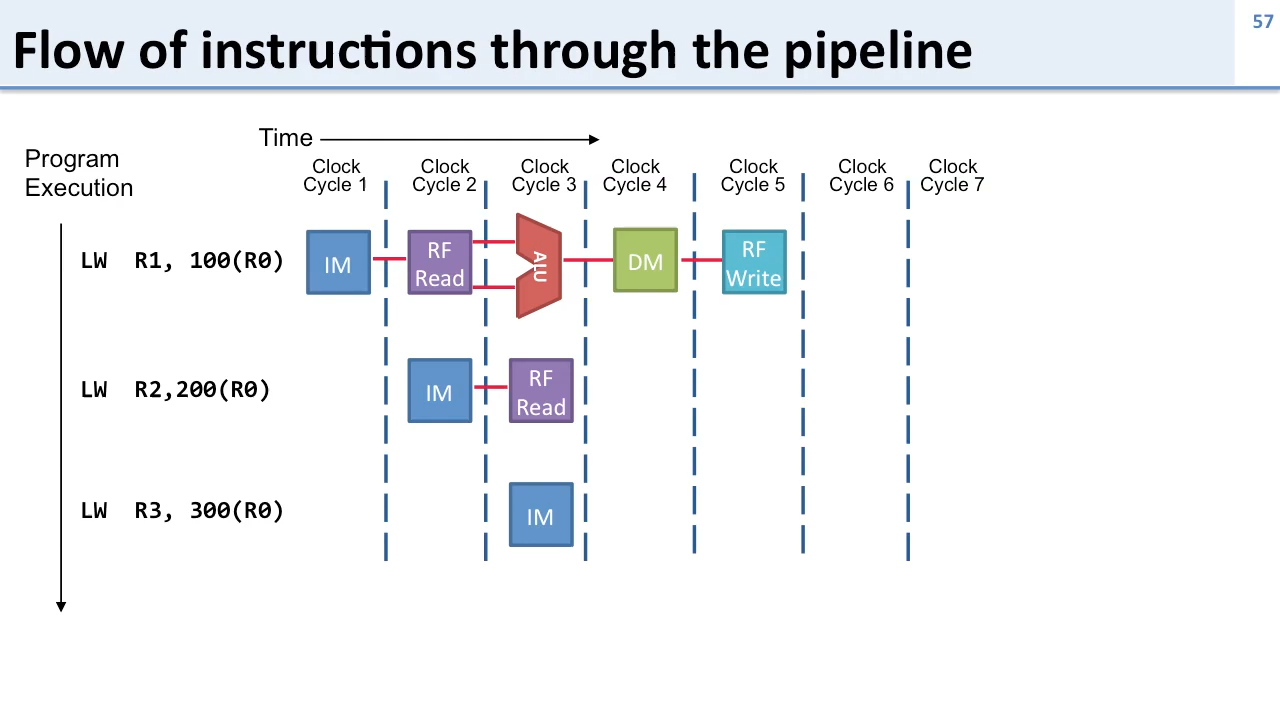 57
Flow of instructions through the pipeline
Time
Program
Execution
Clock
Cycle 1
Clock
Cycle 2
Clock
Cycle 3
Clock
Cycle 4
Clock
Cycle 5
Clock
Cycle 6
Clock
Cycle 7
LW R1, 100(R0)
IM
RF
Read
ALU
DM
RF
Write
LW R2,200(R0)
IM
RF
Read
LW R3, 300(R0)
IM